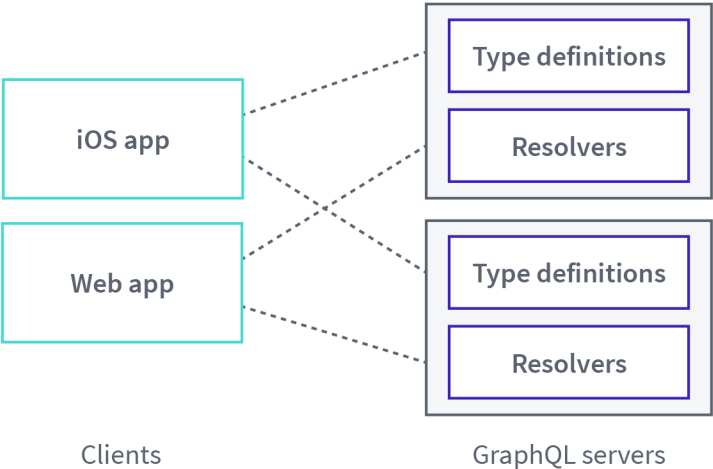 iOS app
Web app
Clients
Type definitions
Resolvers
Type definitions
Resolvers
GraphQL servers